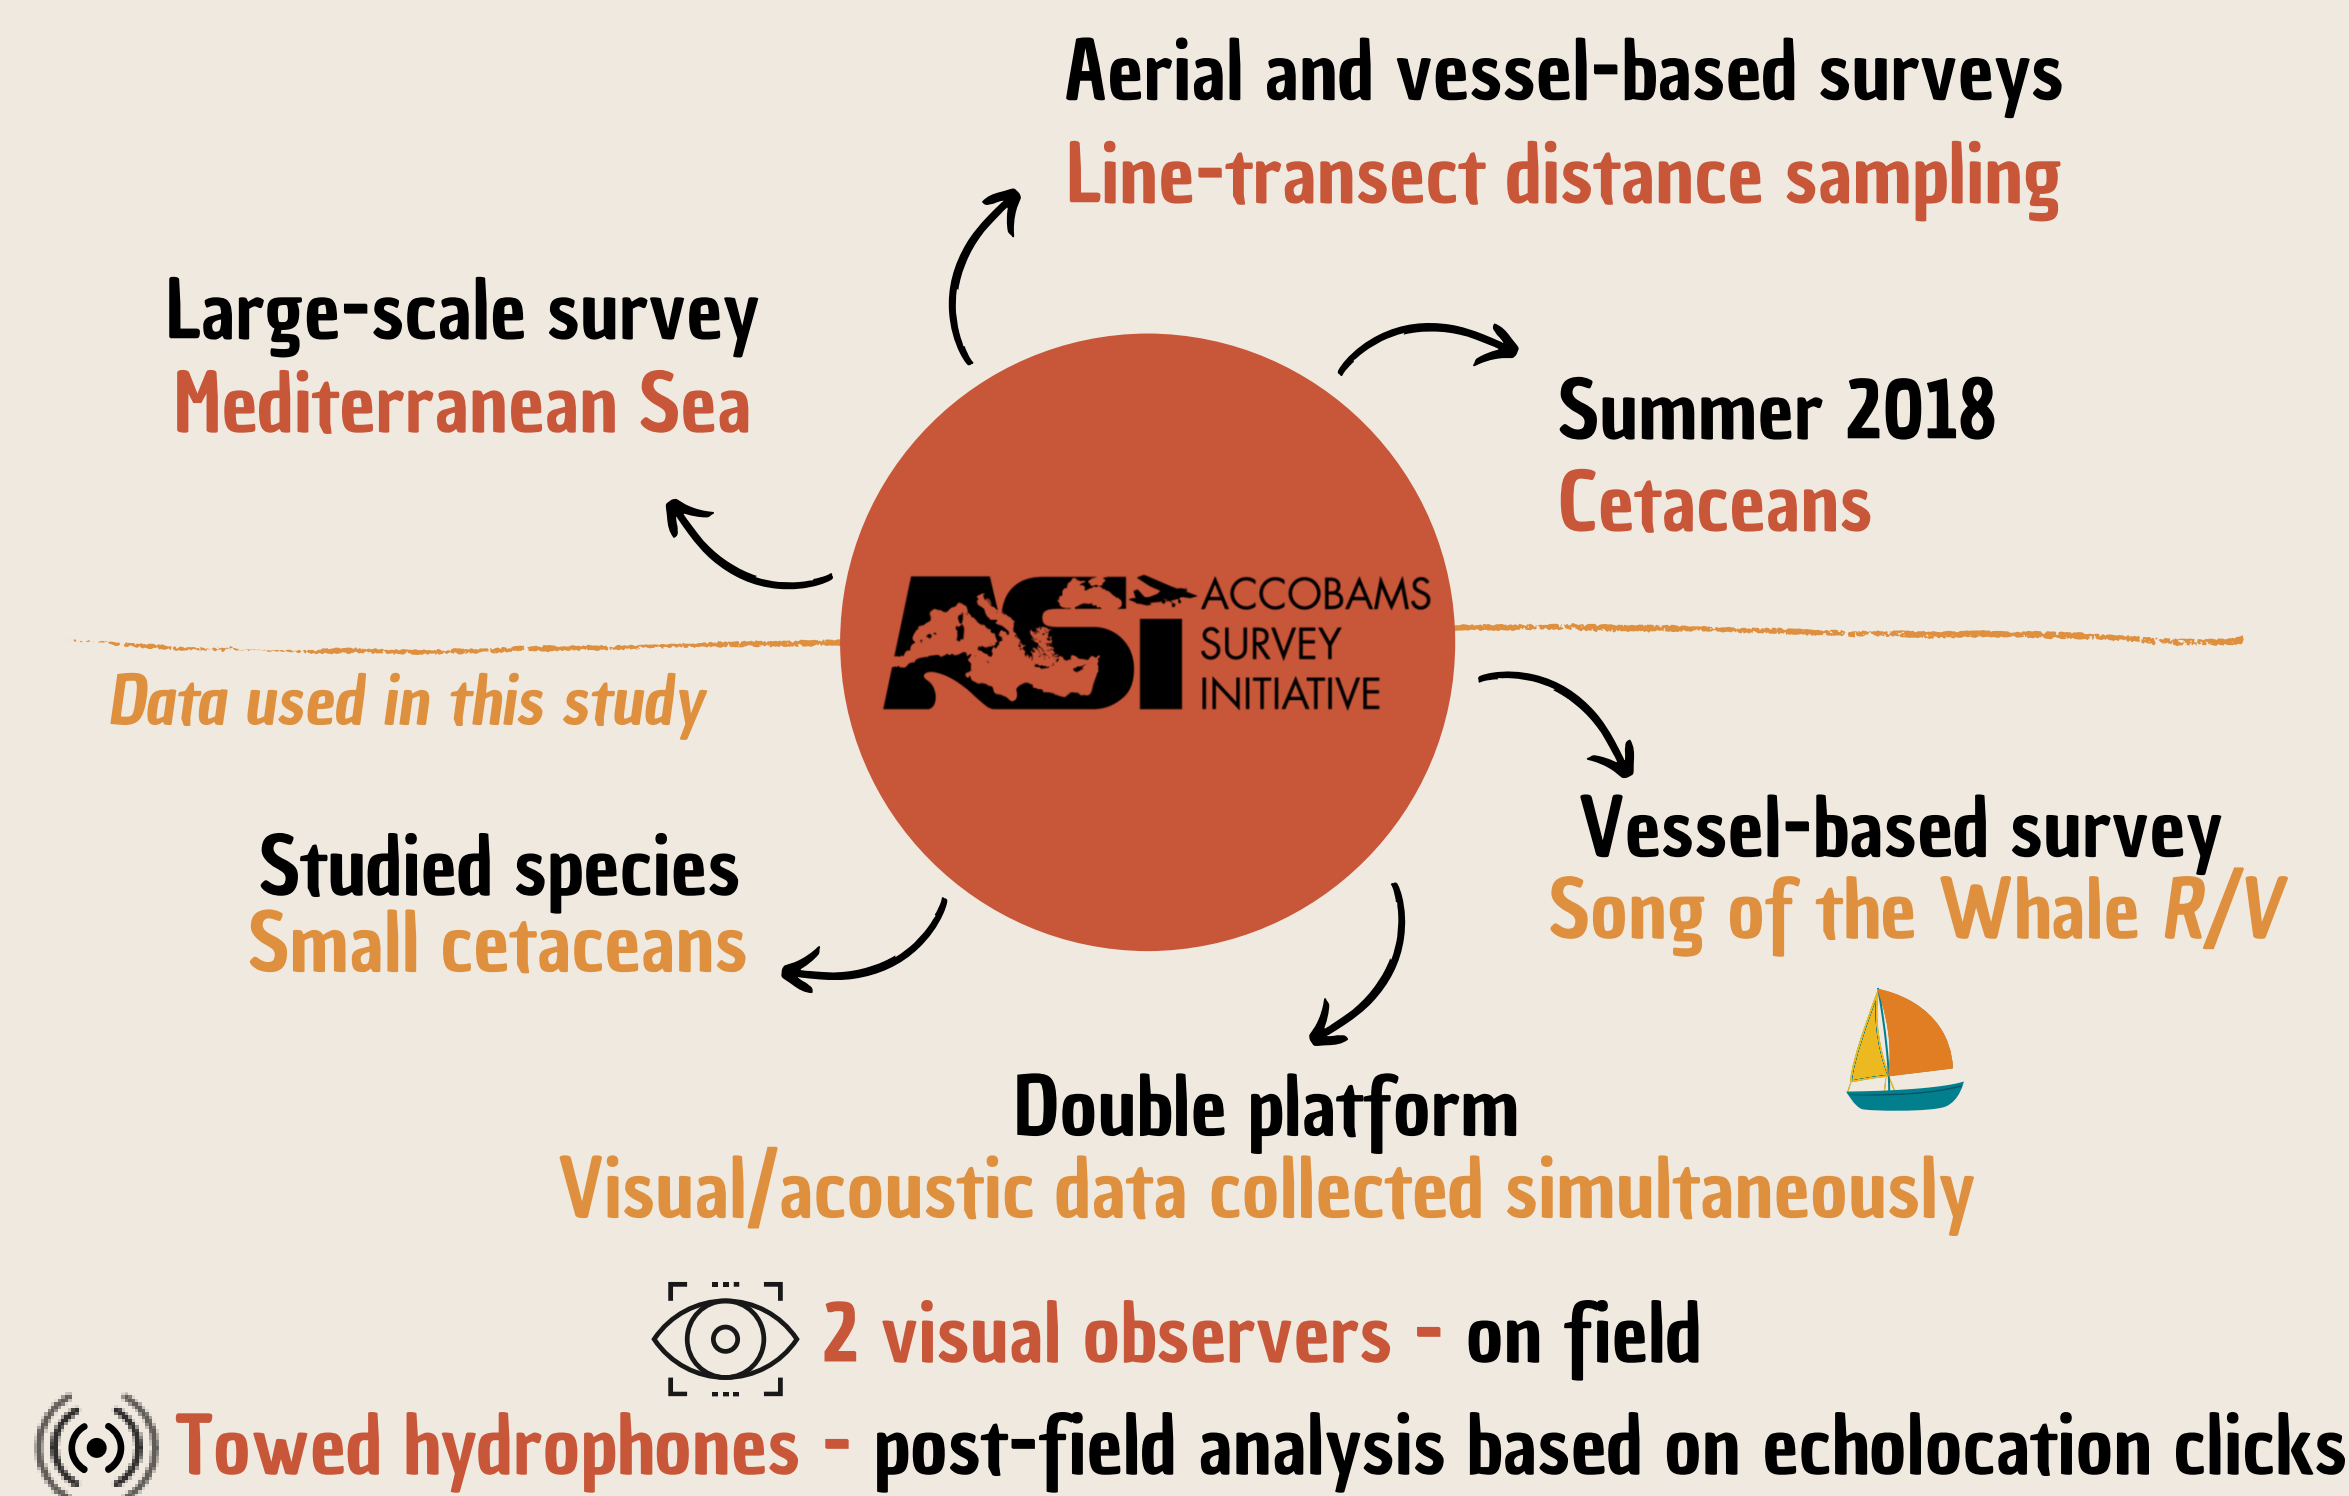 Aerial and vessel-based surveys
Line-transect distance sampling
Large-scale survey
Mediterranean Sea
Summer 2018
Cetaceans
ASi ACCOBAMS
SURVEY
INITIATIVE
Data used in this study
Vessel-based survey
Song of the Whale R/V
Studied species
Small cetaceans
Double platform
Visual/acoustic data collected simultaneously
2 visual observers - on field
Towed hydrophones - post-field analysis based on echolocation clicks